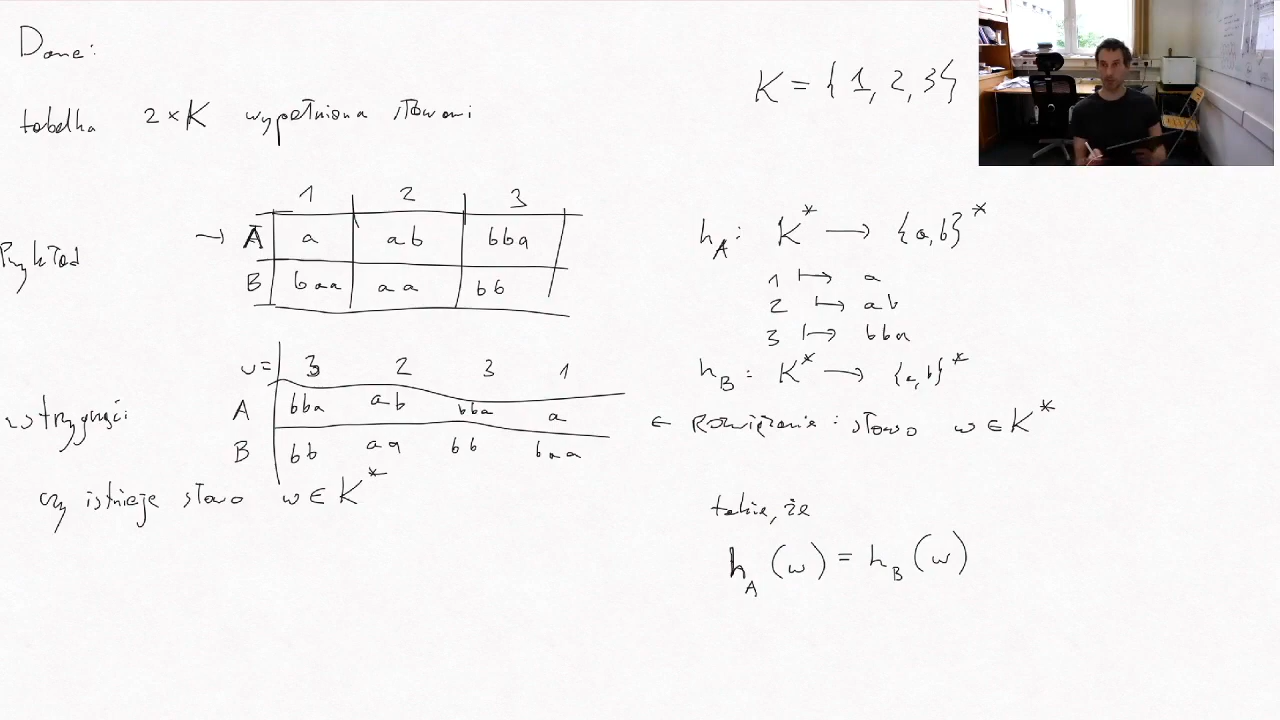 Dane:
K = { 1, 2, 3 }
tabelka 2 × K wypełniona słowami
1 2 3
A a ab bba
B baa aa bb
Przykład
h_A : K* → {a,b}*
1 ↦ a
2 ↦ ab
3 ↦ bba
h_B : K* → {a,b}*
w = 3 2 3 1
A bba ab bba a
B bb aa bb baa
← Rozwiązanie : słowo w ∈ K*
czy istnieje słowo w ∈ K*
takie, że
h_A (w) = h_B (w)